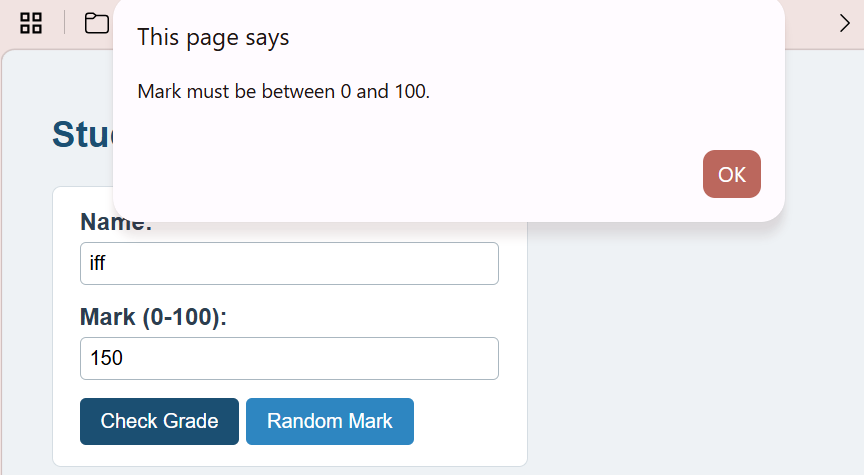 This page says
Mark must be between 0 and 100.
OK
Name:
iff
Mark (0-100):
150
Check Grade
Random Mark